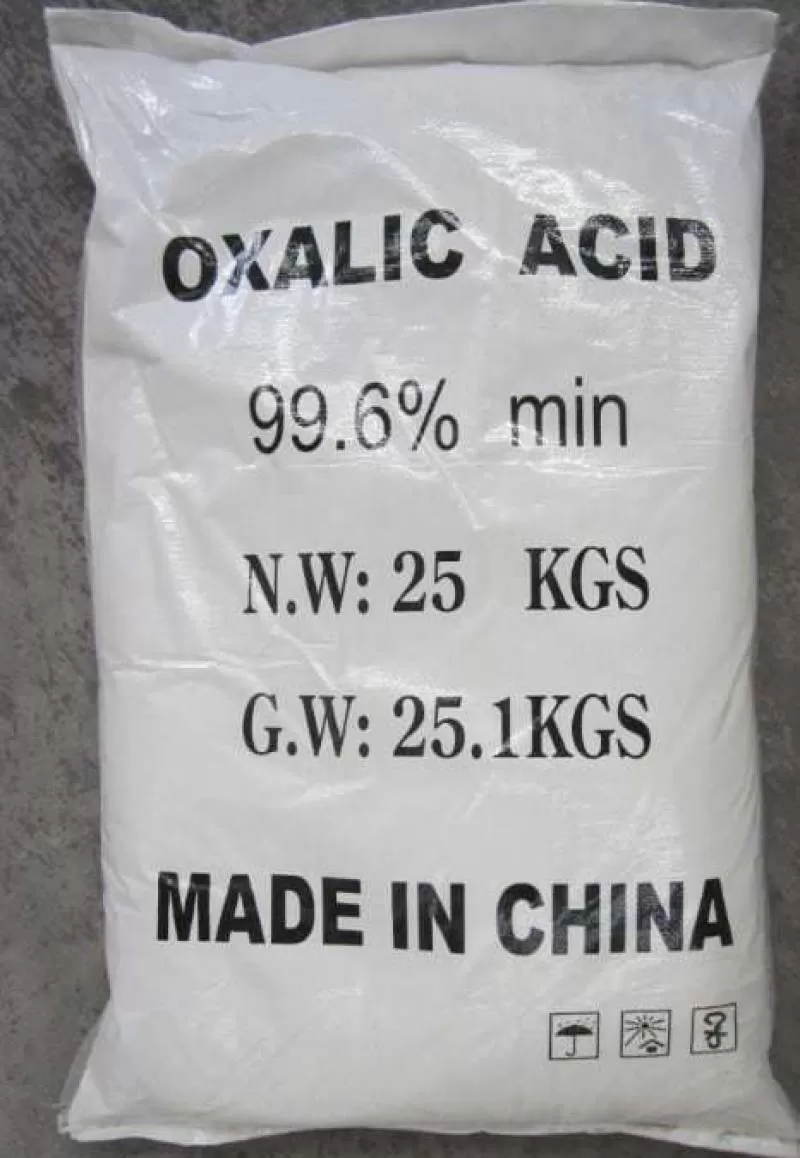 OXALIC ACID
99.6% min
N.W: 25 KGS
G.W: 25.1KGS
MADE IN CHINA